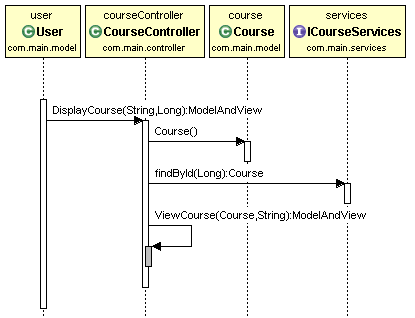 user
C User
com.main.model
courseController
C CourseController
com.main.controller
course
C Course
com.main.model
services
I ICourseServices
com.main.services
DisplayCourse(String,Long):ModelAndView
Course()
findById(Long):Course
ViewCourse(Course,String):ModelAndView